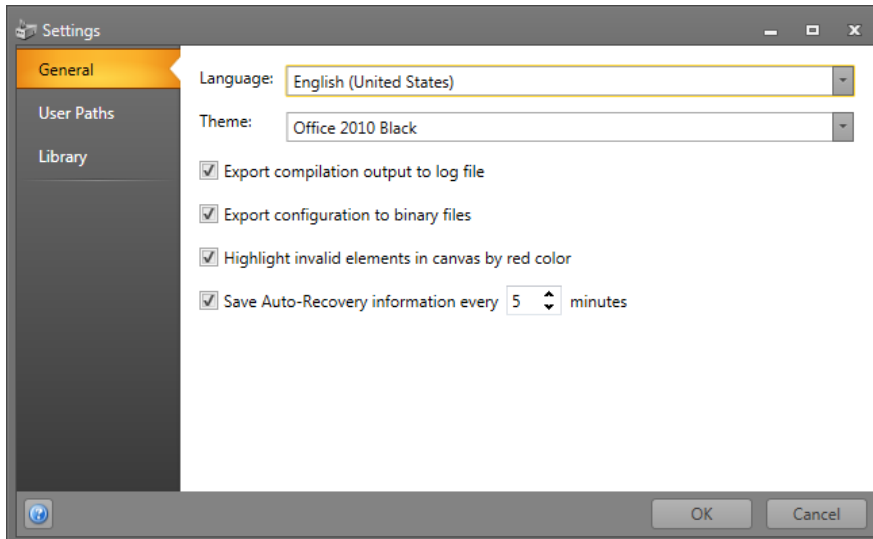 Settings
General
User Paths
Library
Language: English (United States)
Theme: Office 2010 Black
Export compilation output to log file
Export configuration to binary files
Highlight invalid elements in canvas by red color
Save Auto-Recovery information every 5 minutes
OK Cancel